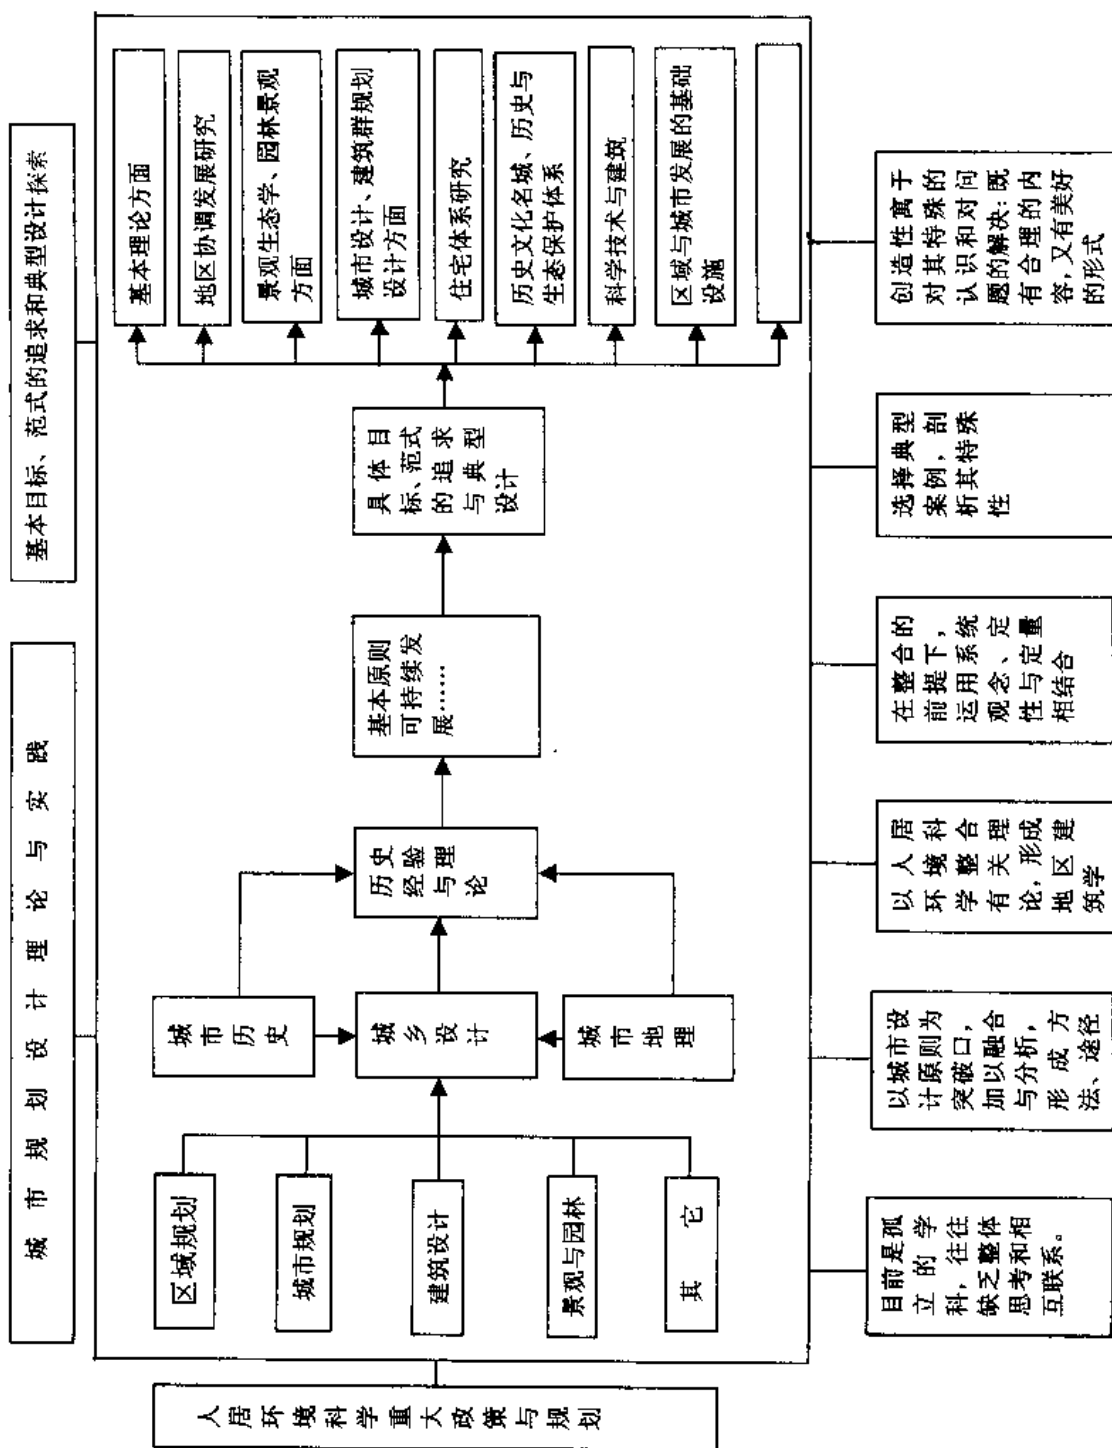 城市规划设计理论与实践
基本目标、范式的追求和典型设计探索
人居环境科学重大政策与规划
区域规划
城市规划
建筑设计
景观与园林
其它
城市
历史
城乡
设计
城市
地理
历史
经验
与理
论
基本原则
可持续发
展……
具体目
标、范式
的追求
与典型
设计
基本理论方面
地区协调发展研究
景观生态学、园林景观
方面
城市设计、建筑群规划
设计方面
住宅体系研究
历史文化名城、历史与
生态保护体系
科学技术与建筑
区域与城市发展的基础
设施
目前是孤
立的学
科，往往
缺乏整体
思考和相
互联系。
以城市设
计原则为
突破口，
加以融合
与分析，
形成方
法、途径
以人居
环境科
学整合
有关理
论，形成
地区建
筑学
在整合的
前提下，
运用系统
观念、定
性与定量
相结合
选择典型
案例，剖
析其特殊
性
创造性寓于
对其特殊的
认识和对问
题的解决：既
有合理的内
容，又有美好
的形式